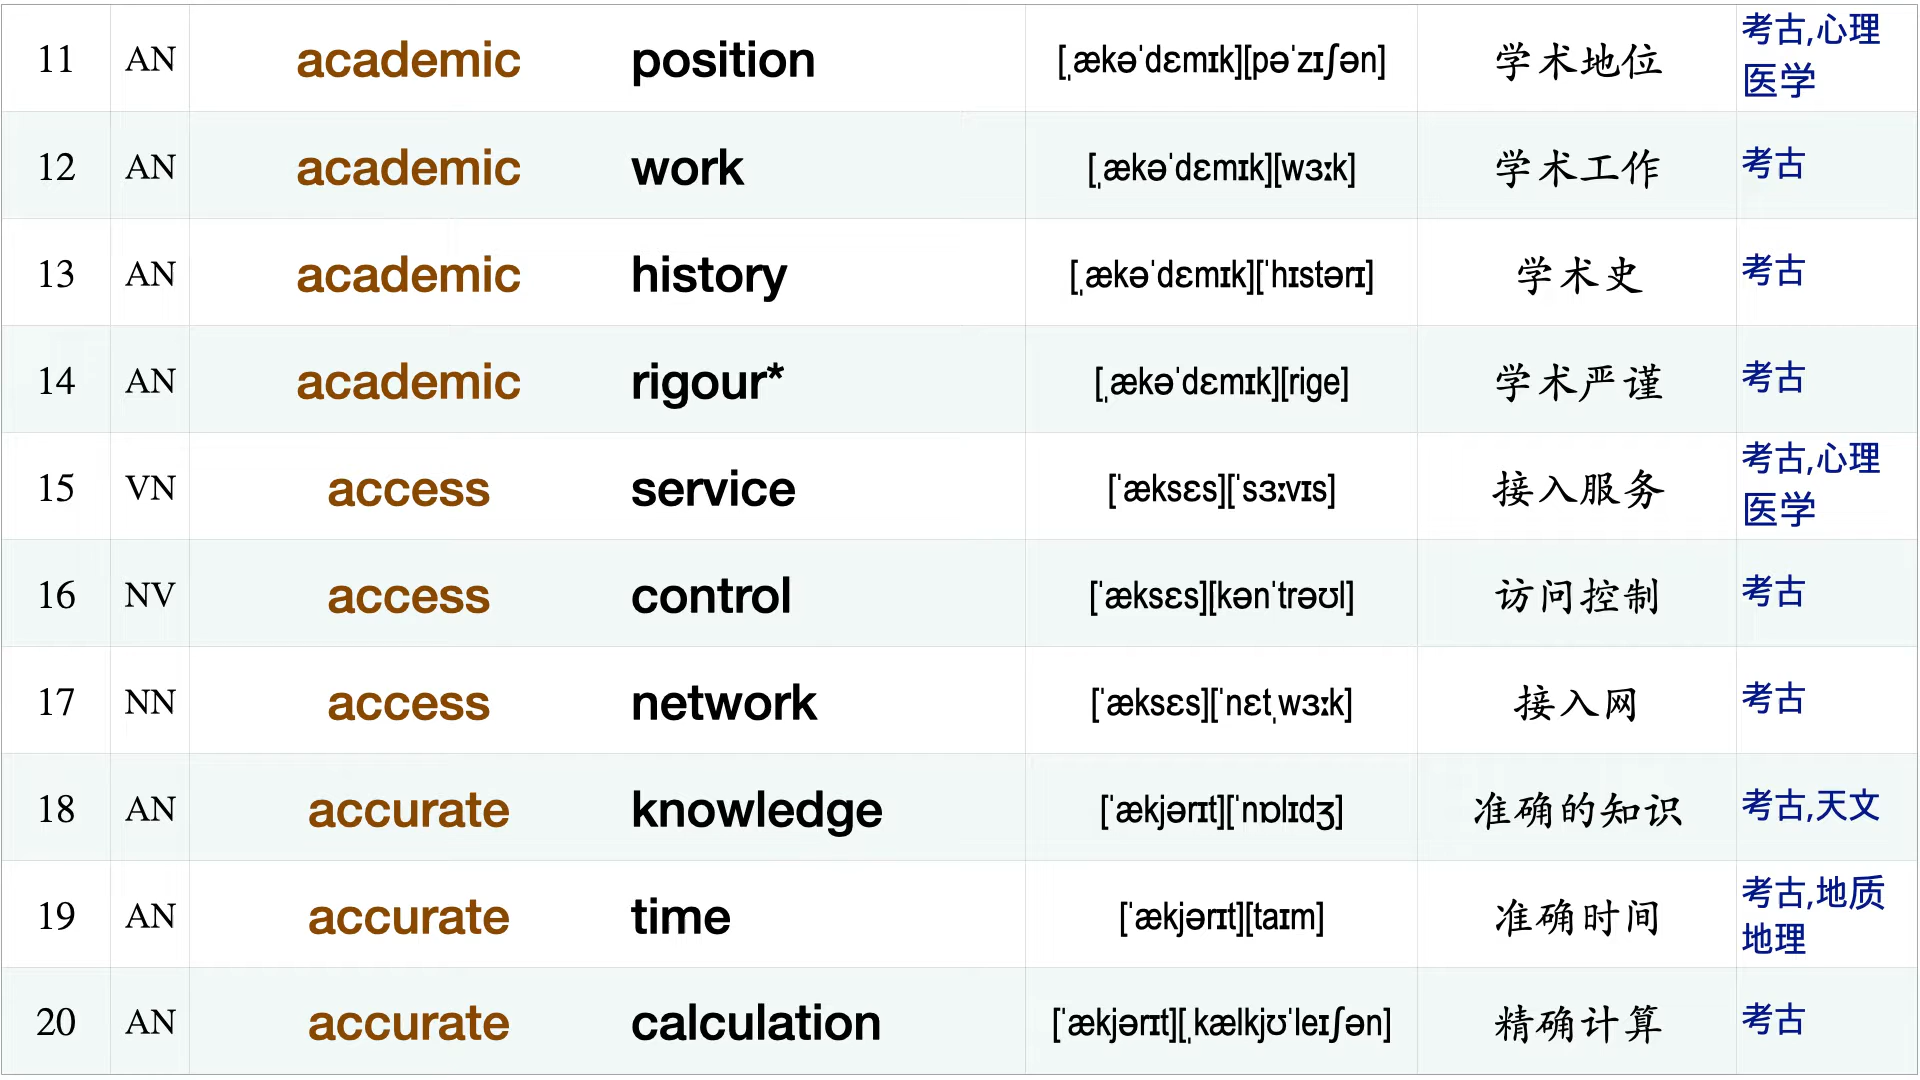 11 AN academic position [ˌækəˈdɛmɪk][pəˈzɪʃən] 学术地位 考古,心理
医学
12 AN academic work [ˌækəˈdɛmɪk][wɜːk] 学术工作 考古
13 AN academic history [ˌækəˈdɛmɪk][ˈhɪstərɪ] 学术史 考古
14 AN academic rigour* [ˌækəˈdɛmɪk][rige] 学术严谨 考古
15 VN access service [ˈæksɛs][ˈsɜːvɪs] 接入服务 考古,心理
医学
16 NV access control [ˈæksɛs][kənˈtrəʊl] 访问控制 考古
17 NN access network [ˈæksɛs][ˈnɛtˌwɜːk] 接入网 考古
18 AN accurate knowledge [ˈækjərɪt][ˈnɒlɪdʒ] 准确的知识 考古,天文
19 AN accurate time [ˈækjərɪt][taɪm] 准确时间 考古,地质
地理
20 AN accurate calculation [ˈækjərɪt][ˌkælkjʊˈleɪʃən] 精确计算 考古